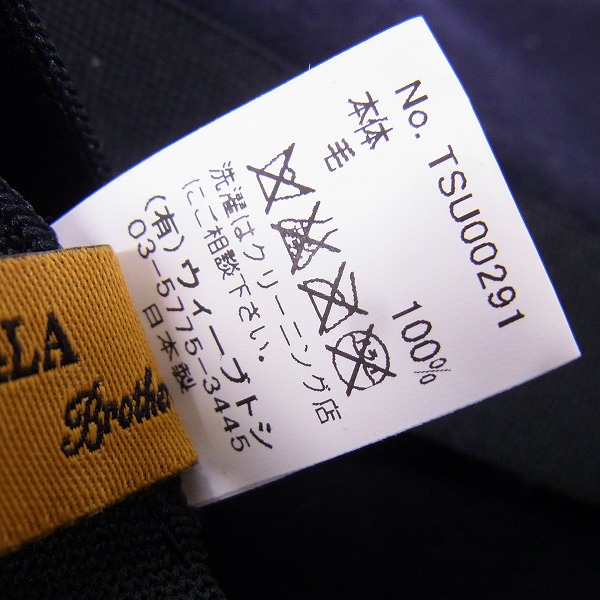 No. TSU00291
本体
毛 100%
洗濯はクリーニング店
にご相談下さい。
(有)ウィーブトシ
03-5775-3445
日本製
LA
Brothe